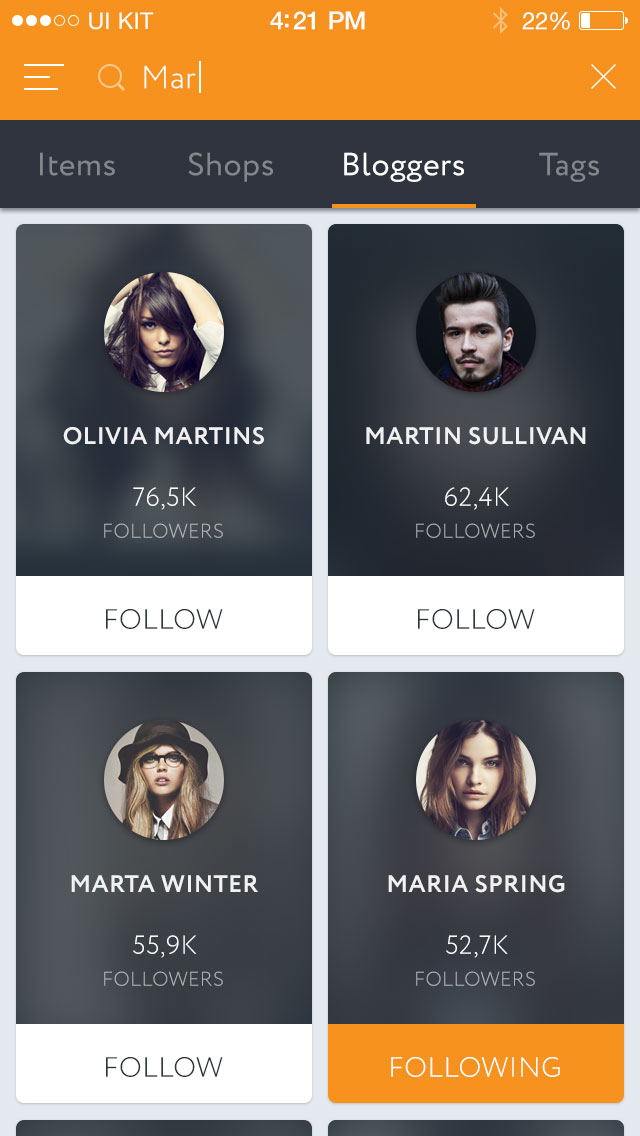 UI KIT 4:21 PM 22%
Mar
Items Shops Bloggers Tags
OLIVIA MARTINS
76,5K
FOLLOWERS
FOLLOW
MARTIN SULLIVAN
62,4K
FOLLOWERS
FOLLOW
MARTA WINTER
55,9K
FOLLOWERS
FOLLOW
MARIA SPRING
52,7K
FOLLOWERS
FOLLOWING